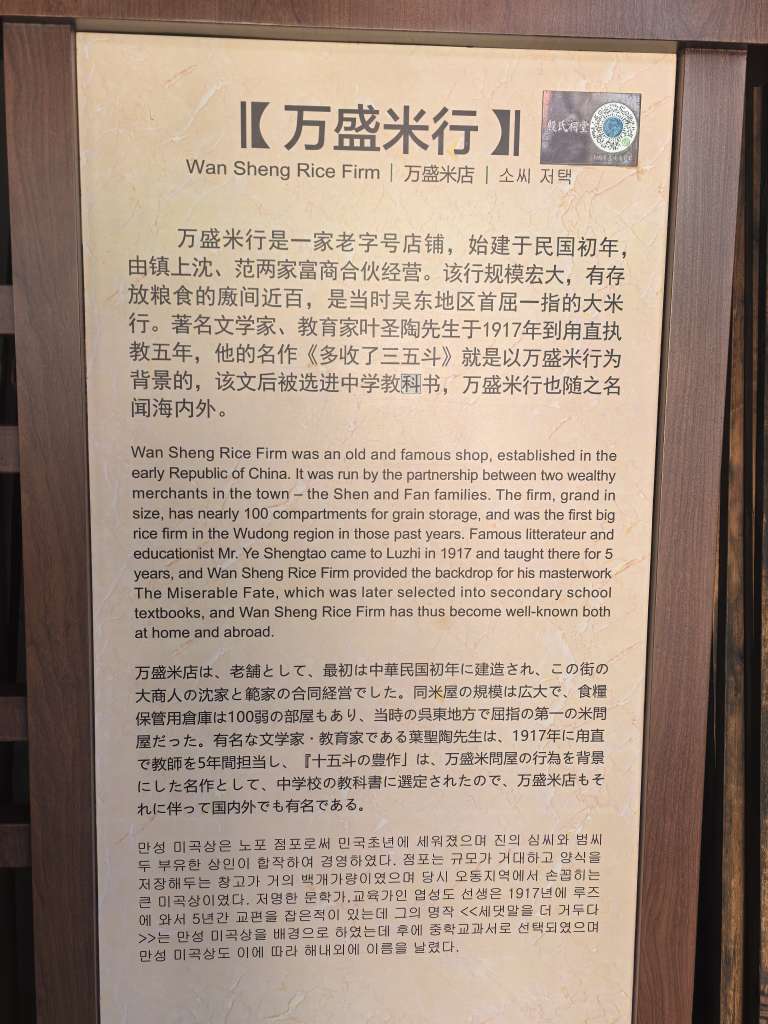 【万盛米行】
殷氏祠堂
Wan Sheng Rice Firm | 万盛米店 | 소씨 저택
万盛米行是一家老字号店铺，始建于民国初年，
由镇上沈、范两家富商合伙经营。该行规模宏大，有存
放粮食的廒间近百，是当时吴东地区首屈一指的大米
行。著名文学家、教育家叶圣陶先生于1917年到甪直执
教五年，他的名作《多收了三五斗》就是以万盛米行为
背景的，该文后被选进中学教科书，万盛米行也随之名
闻海内外。
Wan Sheng Rice Firm was an old and famous shop, established in the
early Republic of China. It was run by the partnership between two wealthy
merchants in the town – the Shen and Fan families. The firm, grand in
size, has nearly 100 compartments for grain storage, and was the first big
rice firm in the Wudong region in those past years. Famous litterateur and
educationist Mr. Ye Shengtao came to Luzhi in 1917 and taught there for 5
years, and Wan Sheng Rice Firm provided the backdrop for his masterwork
The Miserable Fate, which was later selected into secondary school
textbooks, and Wan Sheng Rice Firm has thus become well-known both
at home and abroad.
万盛米店は、老舗として、最初は中華民国初年に建造され、この街の
大商人の沈家と範家の合同経営でした。同米屋の規模は広大で、食糧
保管用倉庫は100弱の部屋もあり、当時の呉東地方で屈指の第一の米問
屋だった。有名な文学家・教育家である葉聖陶先生は、1917年に甪直
で教師を5年間担当し、『十五斗の豊作」は、万盛米問屋の行為を背景
にした名作として、中学校の教科書に選定されたので、万盛米店もそ
れに伴って国内外でも有名である。
만성 미곡상은 노포 점포로써 민국초년에 세워졌으며 진의 심씨와 범씨
두 부유한 상인이 합작하여 경영하였다. 점포는 규모가 거대하고 양식을
저장해두는 창고가 거의 백개가량이였으며 당시 오동지역에서 손꼽히는
큰 미곡상이였다. 저명한 문학가,교육가인 엽성도 선생은 1917년에 루즈
에 와서 5년간 교편을 잡은적이 있는데 그의 명작 <<세댓말을 더 거두다
>>는 만성 미곡상을 배경으로 하였는데 후에 중학교과서로 선택되였으며
만성 미곡상도 이에 따라 해내외에 이름을 날렸다.